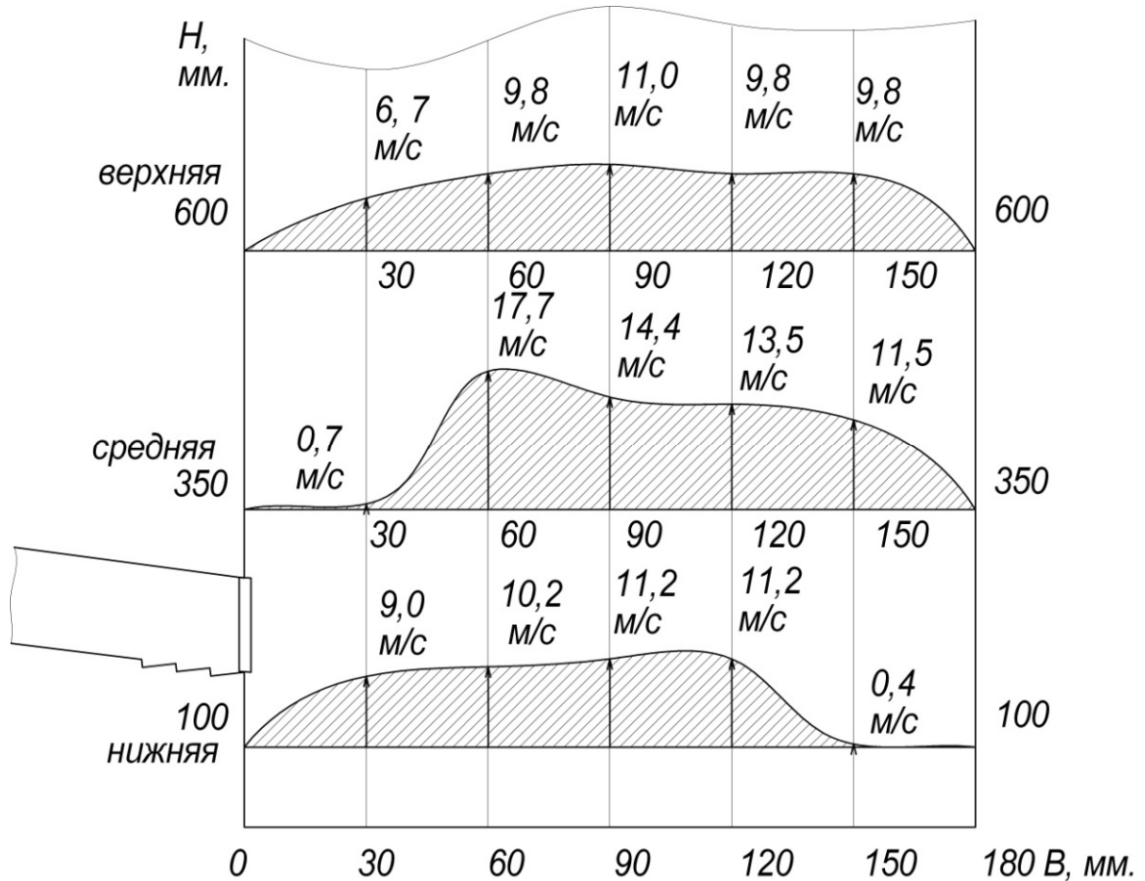 Н,
мм.
6, 7
м/с
9,8
м/с
11,0
м/с
9,8
м/с
9,8
м/с
верхняя
600
600
30
60
90
120
150
17,7
м/с
14,4
м/с
13,5
м/с
11,5
м/с
0,7
м/с
средняя
350
350
30
60
90
120
150
9,0
м/с
10,2
м/с
11,2
м/с
11,2
м/с
0,4
м/с
100
нижняя
100
0
30
60
90
120
150
180 В, мм.